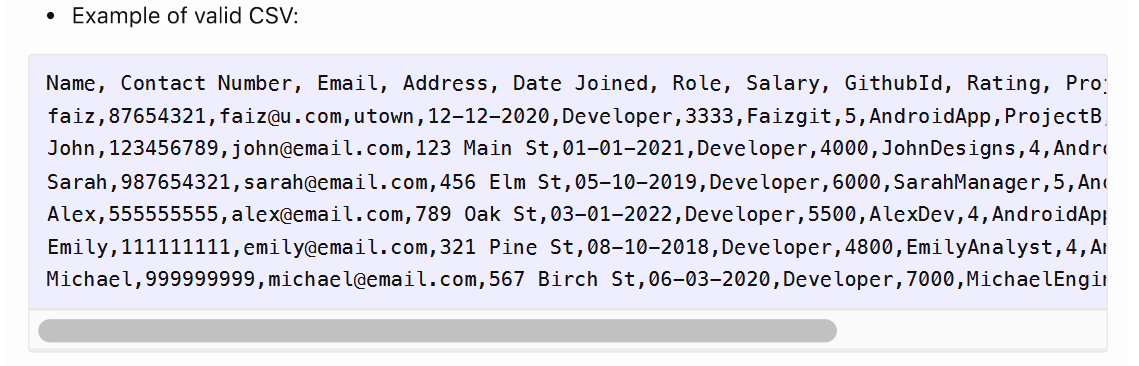 Example of valid CSV:
Name, Contact Number, Email, Address, Date Joined, Role, Salary, GithubId, Rating,
faiz,87654321,faiz@u.com,utown,12-12-2020,Developer,3333,Faizgit,5,AndroidApp,ProjectB,
John,123456789,john@email.com,123 Main St,01-01-2021,Developer,4000,JohnDesigns,4,
Sarah,987654321,sarah@email.com,456 Elm St,05-10-2019,Developer,6000,SarahManager,5,
Alex,555555555,alex@email.com,789 Oak St,03-01-2022,Developer,5500,AlexDev,4,AndroidApp
Emily,111111111,emily@email.com,321 Pine St,08-10-2018,Developer,4800,EmilyAnalyst,4,
Michael,999999999,michael@email.com,567 Birch St,06-03-2020,Developer,7000,